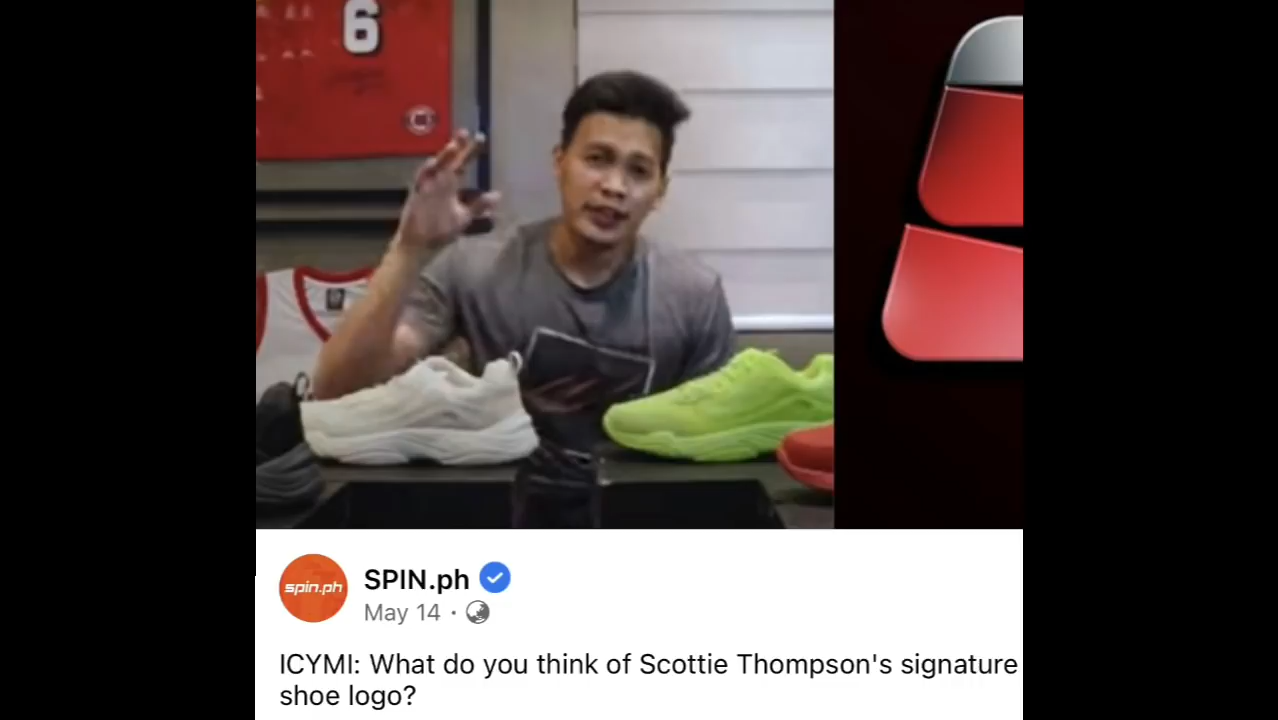 6
spin.ph
SPIN.ph
May 14 ·
ICYMI: What do you think of Scottie Thompson's signature
shoe logo?